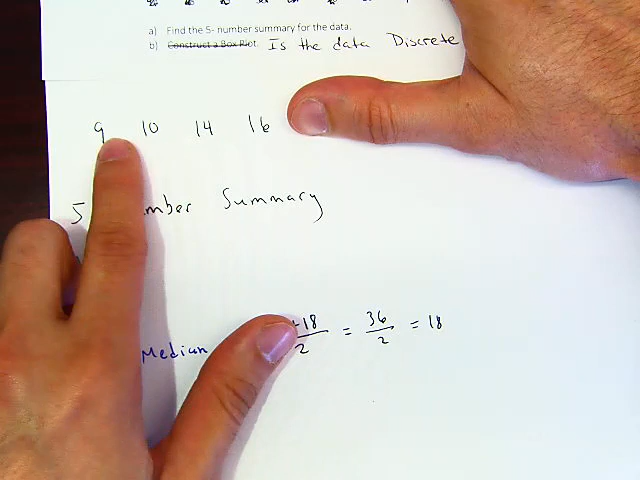 a) Find the 5- number summary for the data.
b) Construct a Box Plot. Is the data Discrete
9 10 14 16
5 mber Summary
Median +18/2 = 36/2 = 18